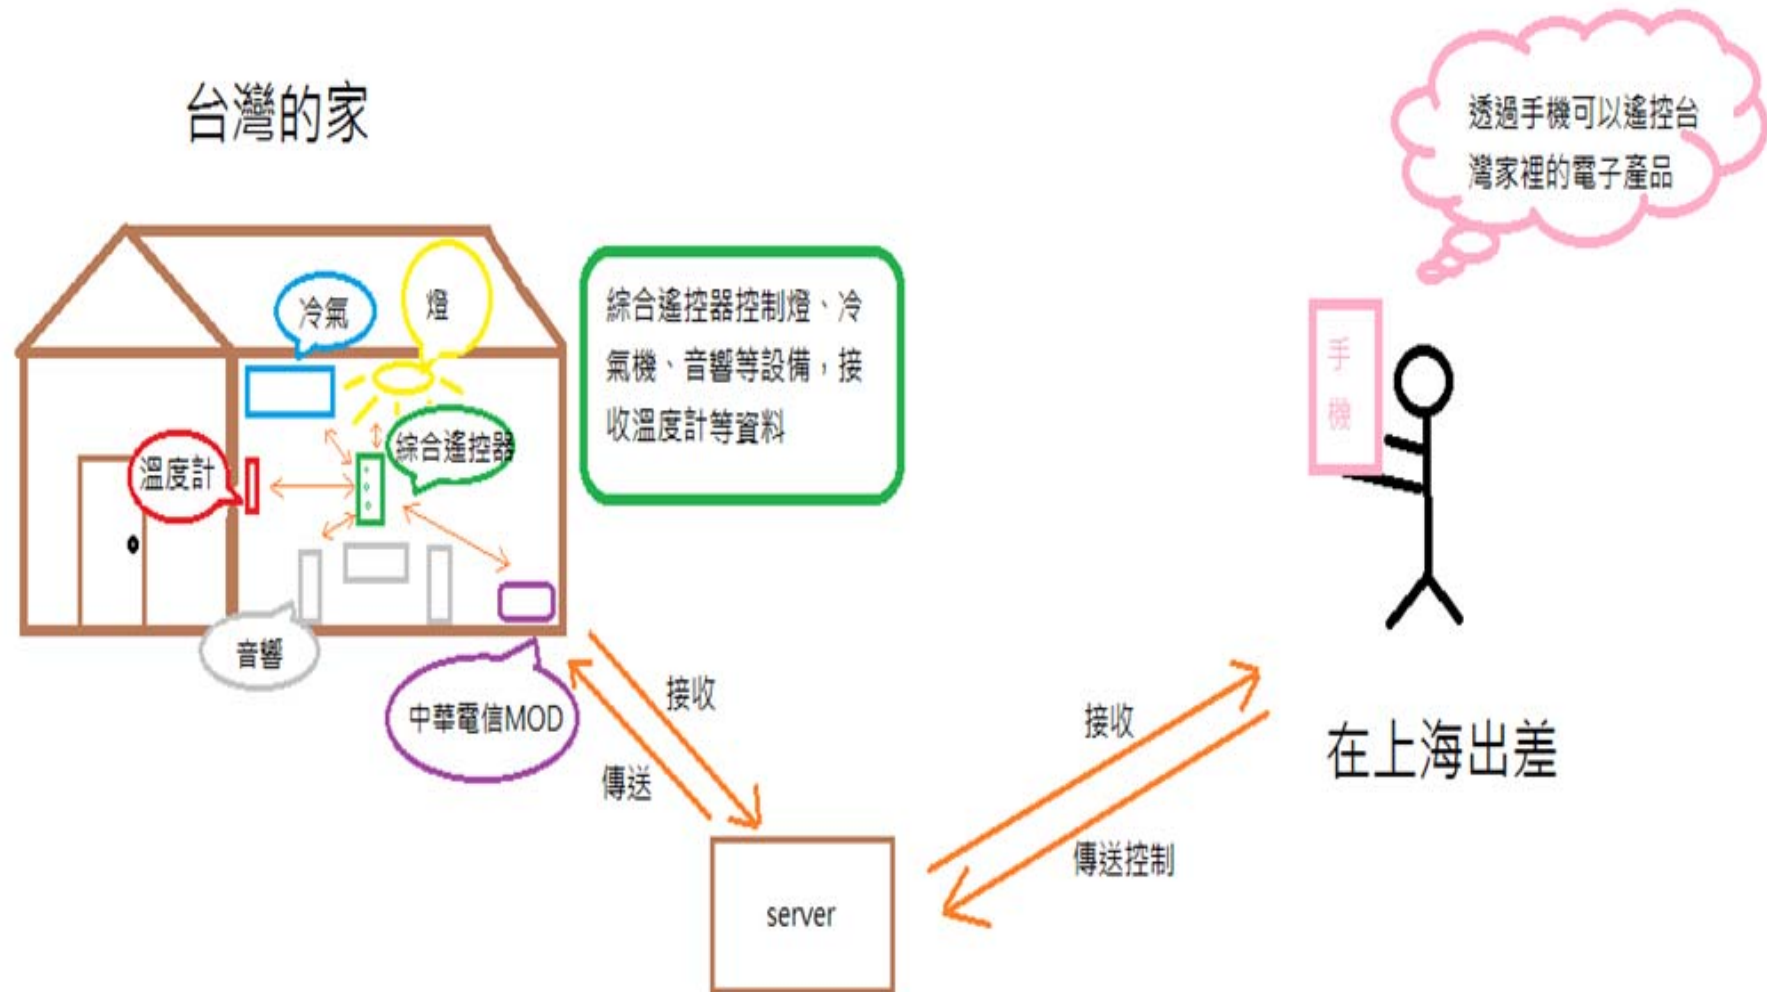 台灣的家
透過手機可以遙控台
灣家裡的電子產品
冷氣
燈
綜合遙控器控制燈、冷
氣機、音響等設備，接
收溫度計等資料
手
機
綜合遙控器
溫度計
音響
中華電信MOD
接收
傳送
接收
傳送控制
在上海出差
server